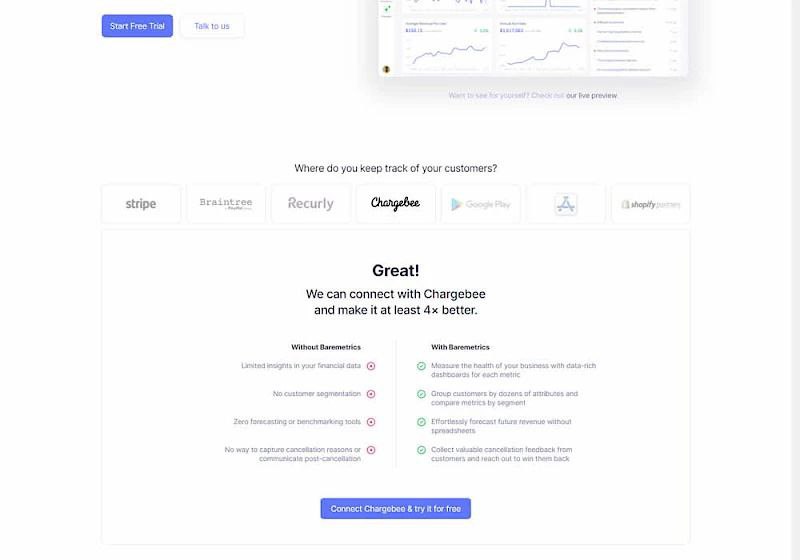 Start Free Trial
Talk to us
Want to see for yourself? Check out our live preview.
Where do you keep track of your customers?
stripe
Braintree
Recurly
Chargebee
Google Play
shopify partners
Great!
We can connect with Chargebee
and make it at least 4× better.
Without Baremetrics
Limited insights in your financial data
No customer segmentation
Zero forecasting or benchmarking tools
No way to capture cancellation reasons or
communicate post-cancellation
With Baremetrics
Measure the health of your business with data-rich
dashboards for each metric
Group customers by dozens of attributes and
compare metrics by segment
Effortlessly forecast future revenue without
spreadsheets
Collect valuable cancellation feedback from
customers and reach out to win them back
Connect Chargebee & try it for free